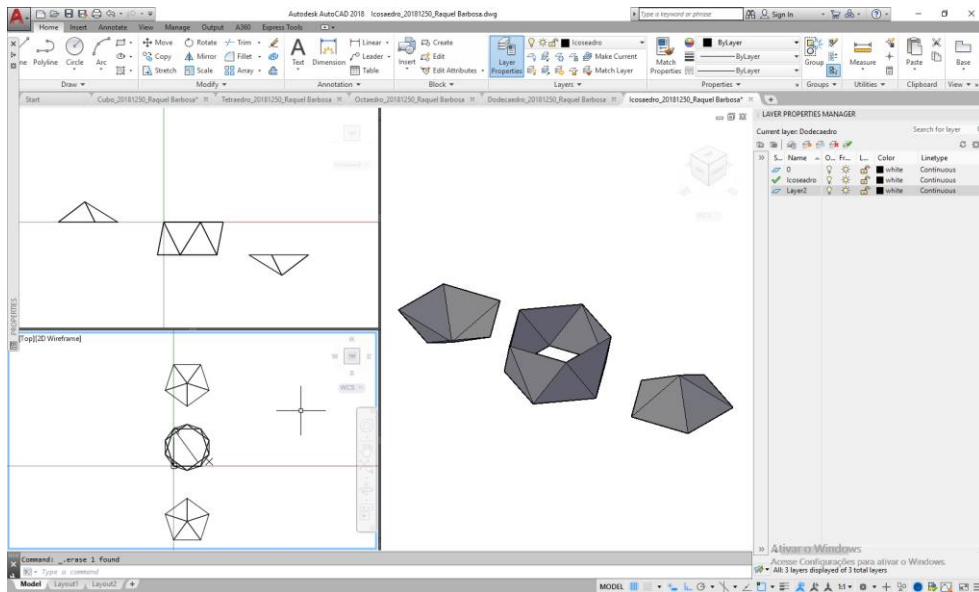 Autodesk AutoCAD 2018 Icosaedro_20181250_Raquel Barbosa.dwg
Type a keyword or phrase
Sign In
Home Insert Annotate View Manage Output A360 Express Tools
Polyline Circle Arc
Move Rotate Trim
Copy Mirror Fillet
Stretch Scale Array
Text Dimension
Linear
Leader
Table
Insert
Create
Edit
Edit Attributes
Layer Properties
Icosaedro
Make Current
Match Layer
Match Properties
ByLayer
ByLayer
ByLayer
Group
Measure
Paste
Base
Draw Modify Annotation Block Layers Properties Groups Utilities Clipboard View
Start Cubo_20181250_Raquel Barbosa* Tetraedro_20181250_Raquel Barbosa Octaedro_20181250_Raquel Barbosa Dodecaedro_20181250_Raquel Barbosa Icosaedro_20181250_Raquel Barbosa*
LAYER PROPERTIES MANAGER
Current layer: Dodecaedro
Search for layer
S... Name O... Fr... L... Color Linetype
0 white Continuous
Icoseadro white Continuous
Layer2 white Continuous
PROPERTIES
[Top][2D Wireframe]
WCS
Ativar o Windows
Acesse Configurações para ativar o Windows.
All: 3 layers displayed of 3 total layers
Command: _.erase 1 found
Type a command
Model Layout1 Layout2 +
MODEL 1:1